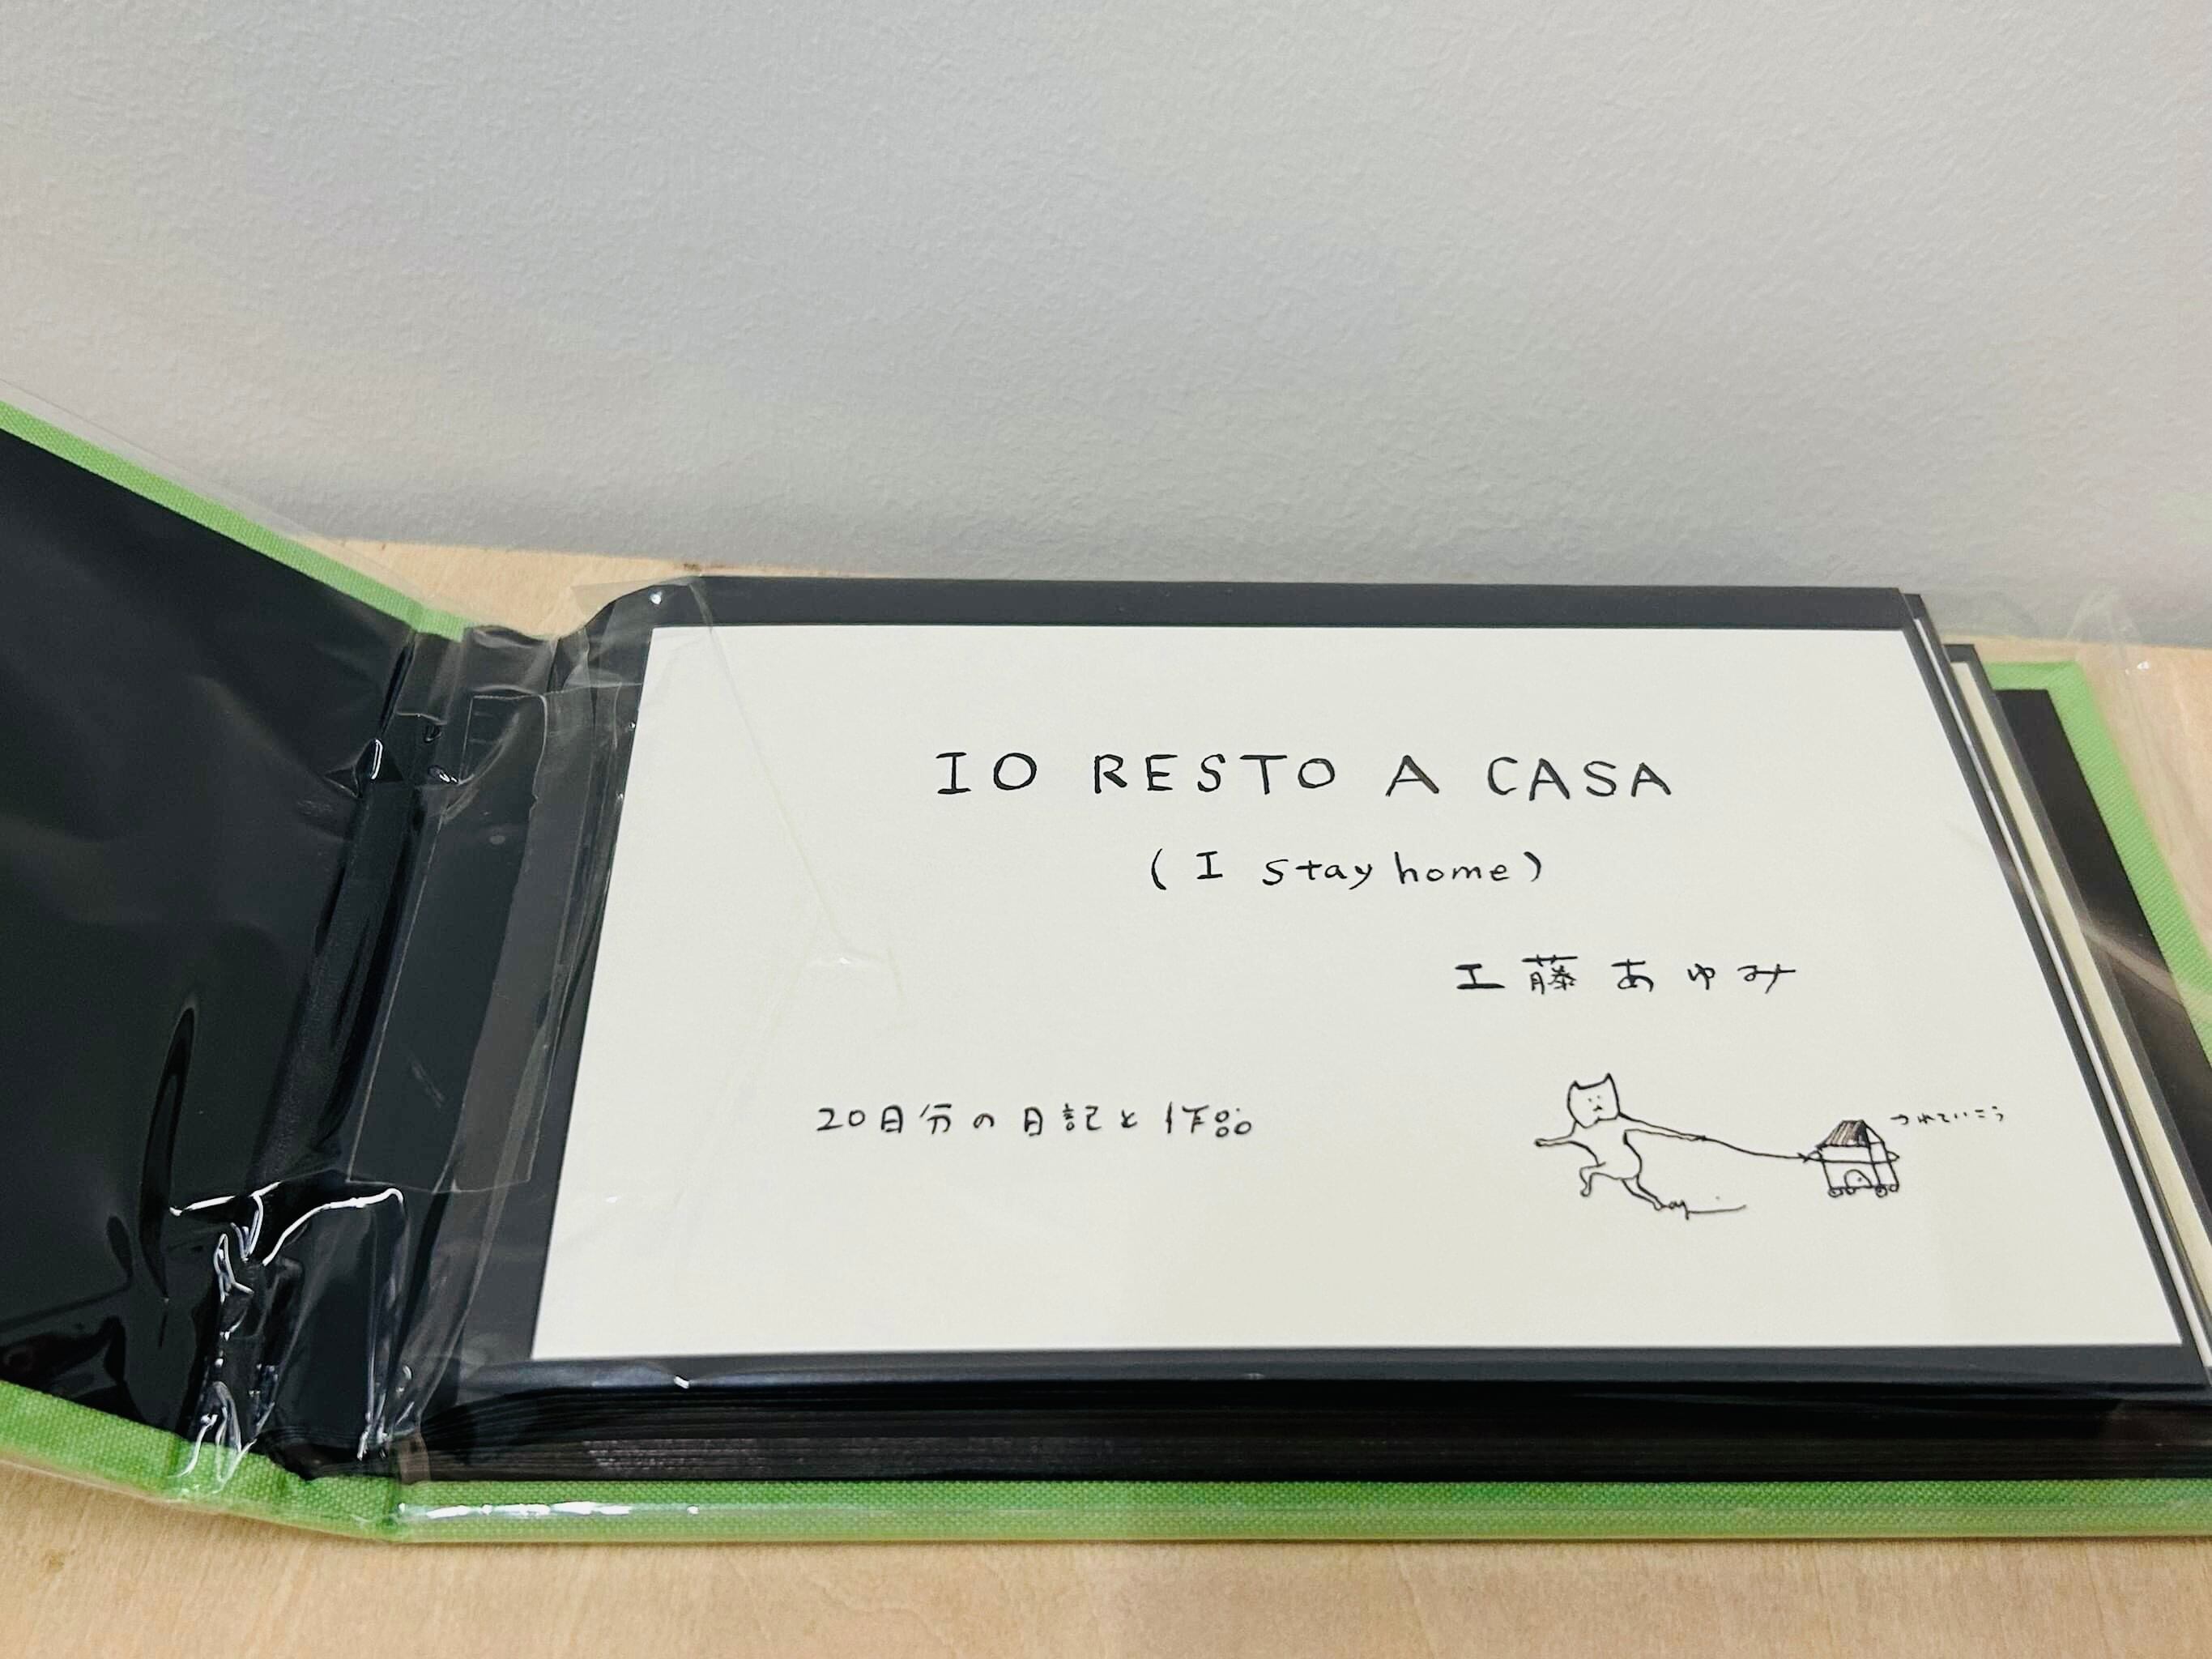 IO RESTO A CASA
(I stay home)
工藤あゆみ
20日分の日記と作品
つれていこう